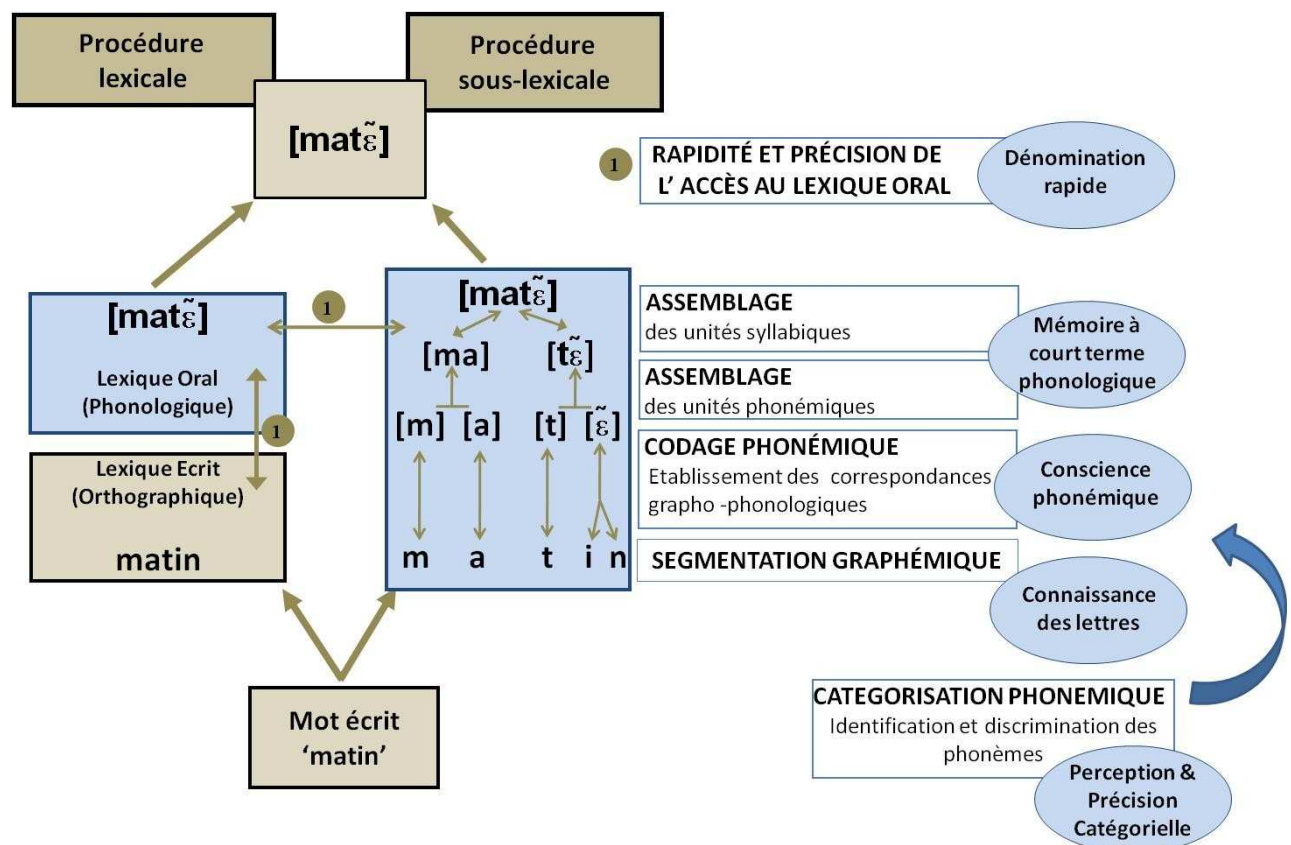 Procédure
lexicale
Procédure
sous-lexicale
[matɛ̃]
1
RAPIDITÉ ET PRÉCISION DE
L' ACCÈS AU LEXIQUE ORAL
Dénomination
rapide
[matɛ̃]
Lexique Oral
(Phonologique)
1
1
Lexique Ecrit
(Orthographique)
matin
[matɛ̃]
[ma] [tɛ̃]
[m] [a] [t] [ɛ̃]
m a t i n
ASSEMBLAGE
des unités syllabiques
ASSEMBLAGE
des unités phonémiques
Mémoire à
court terme
phonologique
CODAGE PHONÉMIQUE
Etablissement des correspondances
grapho -phonologiques
Conscience
phonémique
SEGMENTATION GRAPHÉMIQUE
Connaissance
des lettres
Mot écrit
‘matin’
CATEGORISATION PHONEMIQUE
Identification et discrimination des
phonèmes
Perception &
Précision
Catégorielle